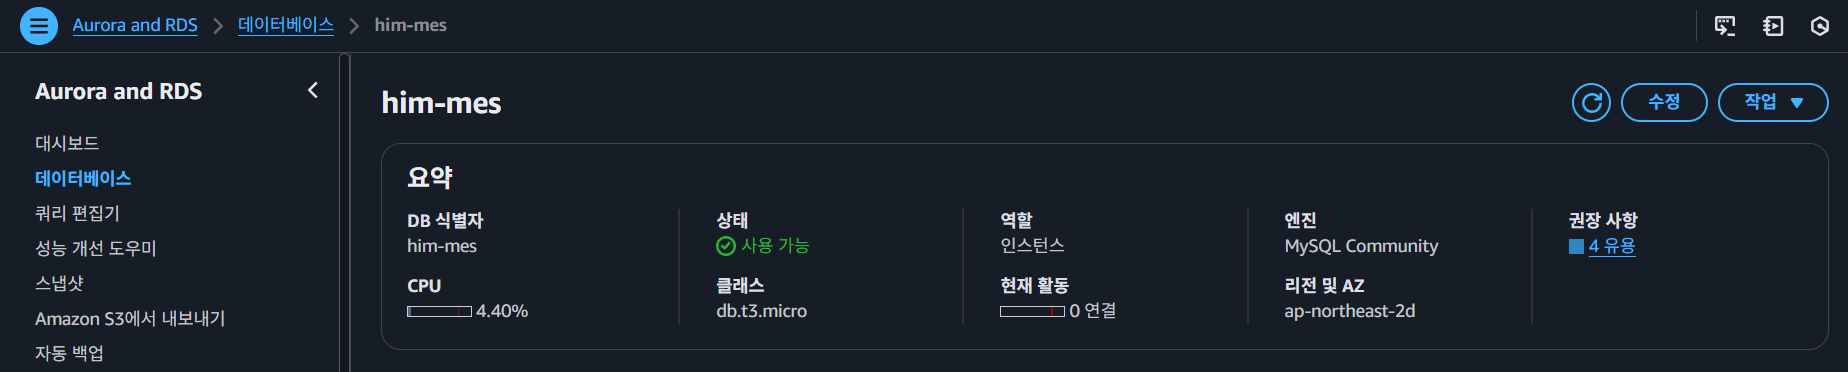 Aurora and RDS > 데이터베이스 > him-mes
Aurora and RDS
대시보드
데이터베이스
쿼리 편집기
성능 개선 도우미
스냅샷
Amazon S3에서 내보내기
자동 백업
him-mes
수정
작업
요약
DB 식별자
him-mes
CPU
4.40%
상태
사용 가능
클래스
db.t3.micro
역할
인스턴스
현재 활동
0 연결
엔진
MySQL Community
리전 및 AZ
ap-northeast-2d
권장 사항
4 유용